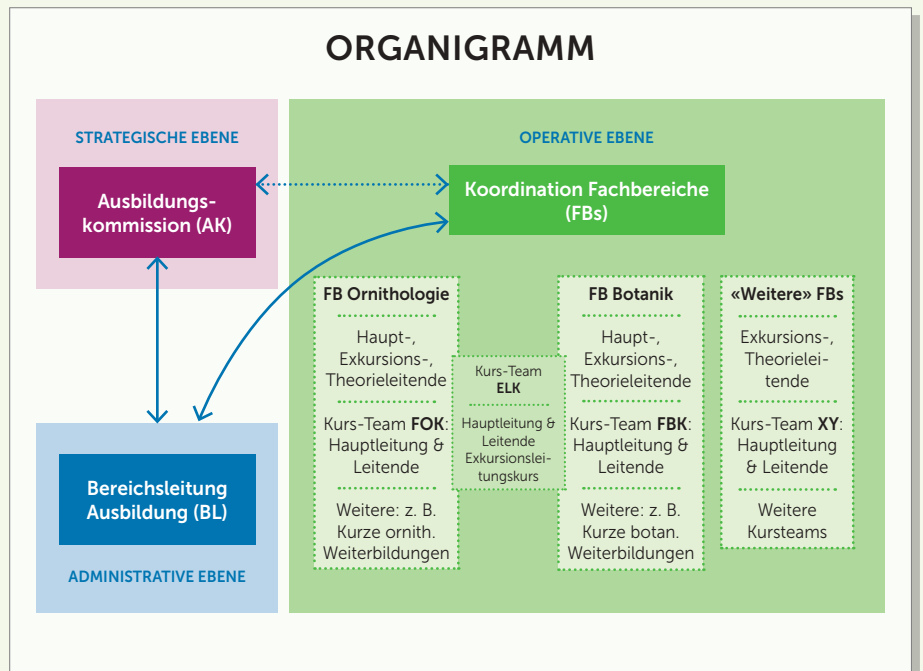 ORGANIGRAMM
STRATEGISCHE EBENE
Ausbildungs-
kommission (AK)
OPERATIVE EBENE
Koordination Fachbereiche
(FBs)
FB Ornithologie
Haupt-,
Exkursions-,
Theorieleitende
Kurs-Team FOK:
Hauptleitung &
Leitende
Weitere: z. B.
Kurze ornith.
Weiterbildungen
Kurs-Team
ELK
Hauptleitung &
Leitende
Exkursionslei-
tungskurs
FB Botanik
Haupt-,
Exkursions-,
Theorieleitende
Kurs-Team FBK:
Hauptleitung &
Leitende
Weitere: z. B.
Kurze botan.
Weiterbildungen
«Weitere» FBs
Exkursions-,
Theorielei-
tende
Kurs-Team XY:
Hauptleitung
& Leitende
Weitere
Kursteams
Bereichsleitung
Ausbildung (BL)
ADMINISTRATIVE EBENE